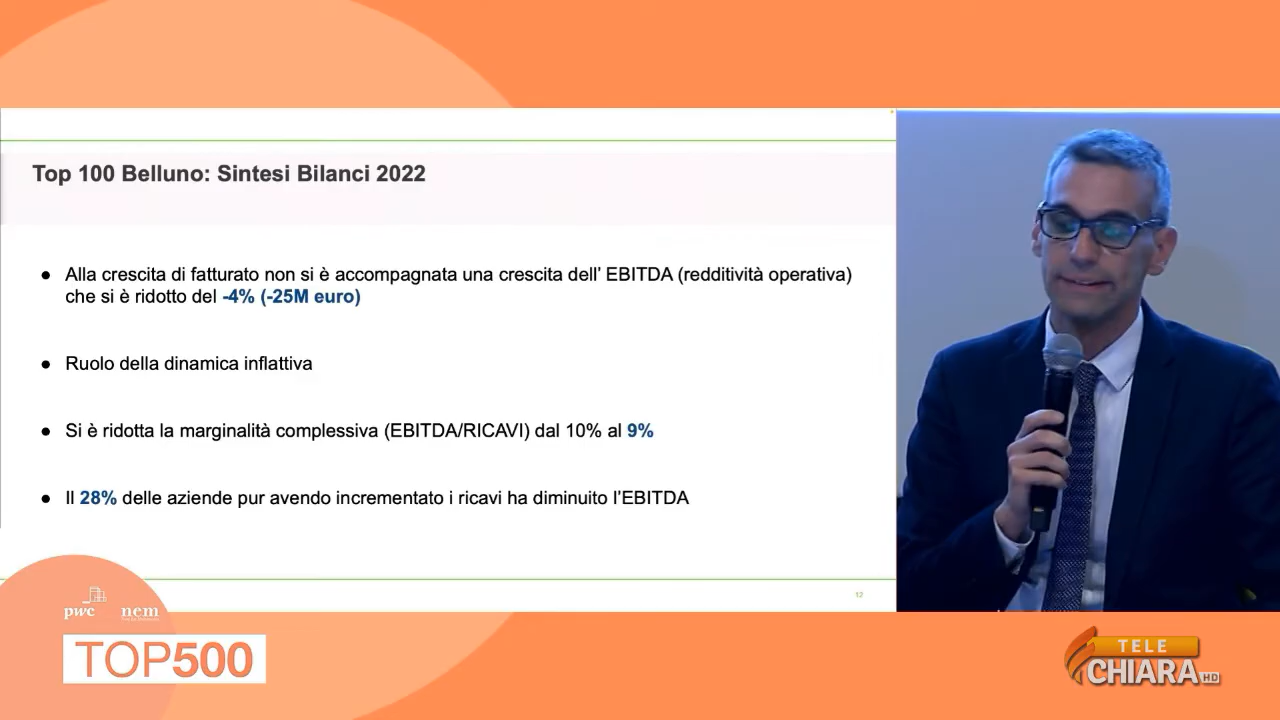 Top 100 Belluno: Sintesi Bilanci 2022
● Alla crescita di fatturato non si è accompagnata una crescita dell' EBITDA (redditività operativa)
che si è ridotto del -4% (-25M euro)
● Ruolo della dinamica inflattiva
● Si è ridotta la marginalità complessiva (EBITDA/RICAVI) dal 10% al 9%
● Il 28% delle aziende pur avendo incrementato i ricavi ha diminuito l'EBITDA
12
pwc nem
TOP500
TELE
CHIARA HD